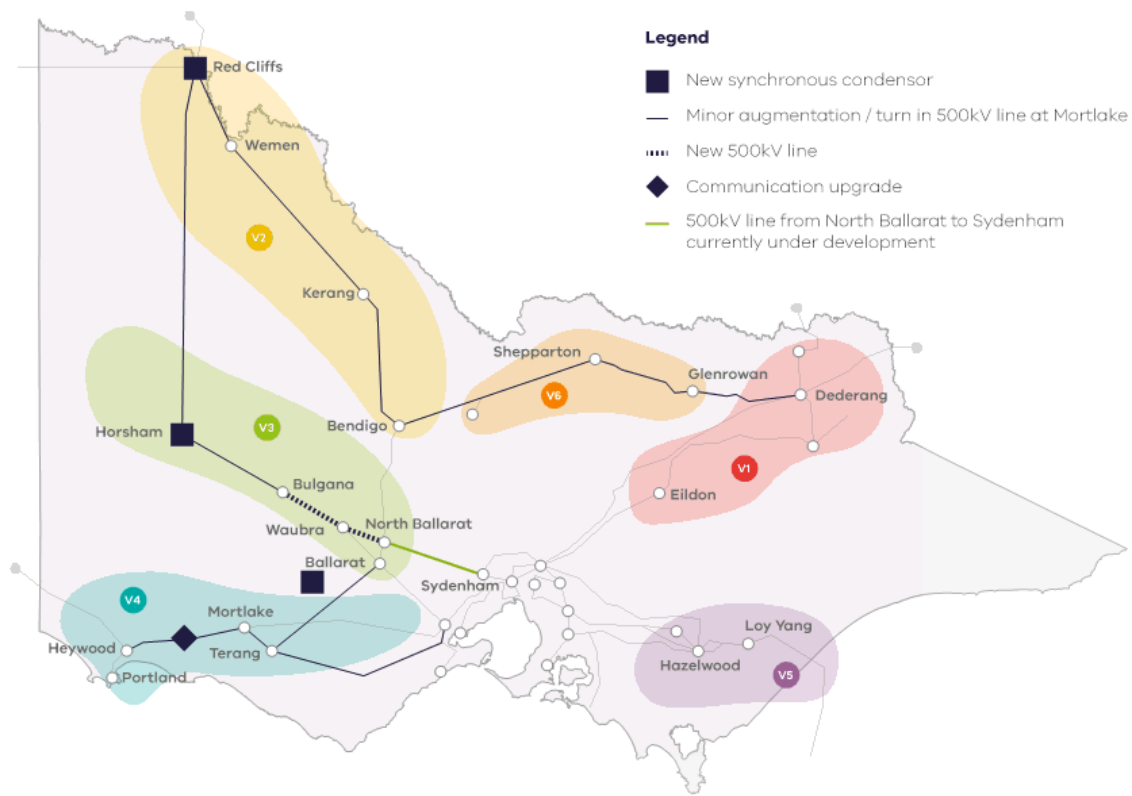 Legend
New synchronous condensor
Minor augmentation / turn in 500kV line at Mortlake
New 500kV line
Communication upgrade
500kV line from North Ballarat to Sydenham
currently under development
Red Cliffs
Wemen
V2
Kerang
Shepparton
Glenrowan
Dederang
V6
Bendigo
Horsham
V3
V1
Eildon
Bulgana
Waubra
North Ballarat
Ballarat
Sydenham
V4
Mortlake
Heywood
Terang
Portland
Loy Yang
Hazelwood
V5